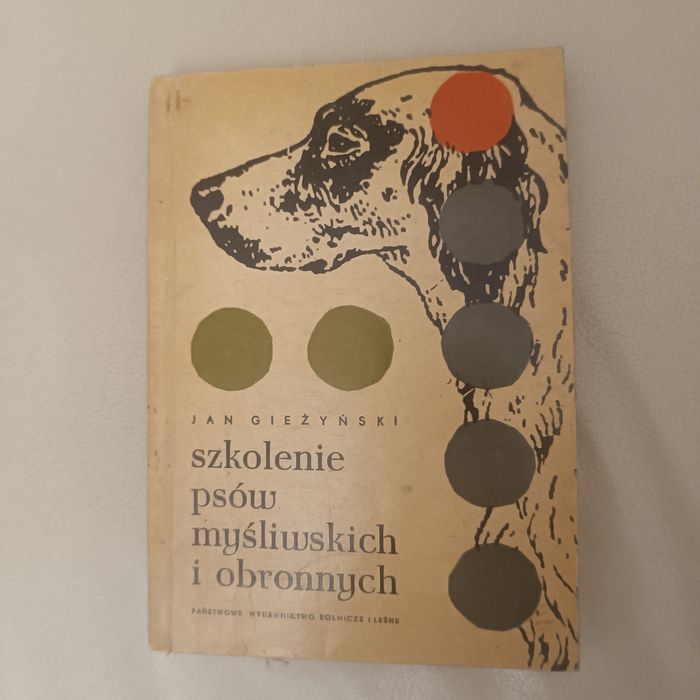 JAN GIEŻYŃSKI
szkolenie
psów
myśliwskich
i obronnych
PAŃSTWOWE WYDAWNICTWO ROLNICZE I LEŚNE